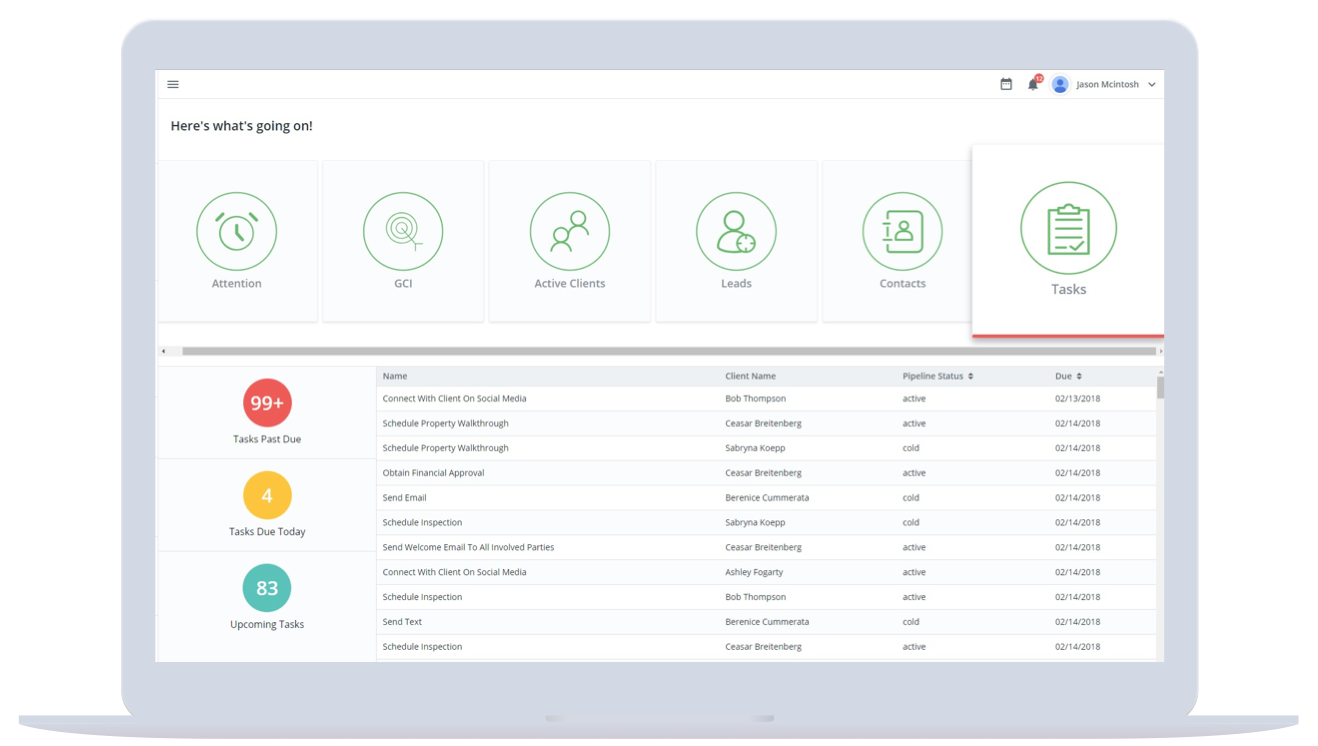 12
Jason Mcintosh
Here's what's going on!
Attention
GCI
Active Clients
Leads
Contacts
Tasks
99+
Tasks Past Due
4
Tasks Due Today
83
Upcoming Tasks
Name Client Name Pipeline Status Due
Connect With Client On Social Media Bob Thompson active 02/13/2018
Schedule Property Walkthrough Ceasar Breitenberg active 02/14/2018
Schedule Property Walkthrough Sabryna Koepp cold 02/14/2018
Obtain Financial Approval Ceasar Breitenberg active 02/14/2018
Send Email Berenice Cummerata cold 02/14/2018
Schedule Inspection Sabryna Koepp cold 02/14/2018
Send Welcome Email To All Involved Parties Ceasar Breitenberg active 02/14/2018
Connect With Client On Social Media Ashley Fogarty active 02/14/2018
Schedule Inspection Bob Thompson active 02/14/2018
Send Text Berenice Cummerata cold 02/14/2018
Schedule Inspection Ceasar Breitenberg active 02/14/2018